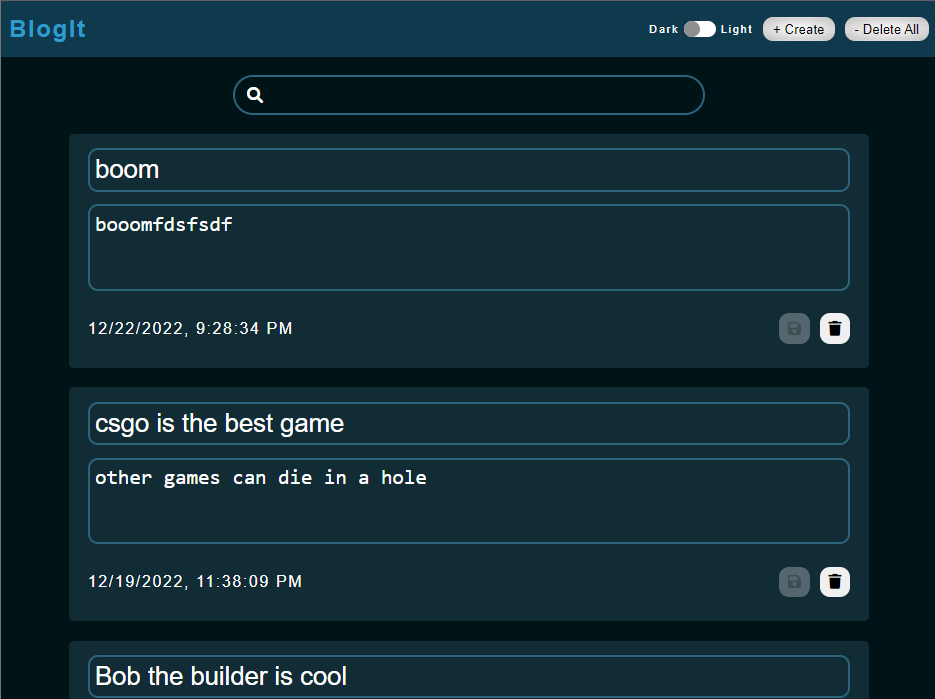 BlogIt
Dark Light + Create - Delete All
boom
booomfdsfsdf
12/22/2022, 9:28:34 PM
csgo is the best game
other games can die in a hole
12/19/2022, 11:38:09 PM
Bob the builder is cool